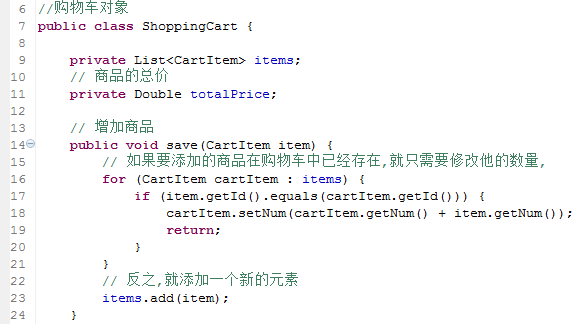 6 //购物车对象
7 public class ShoppingCart {
8
9     private List<CartItem> items;
10     // 商品的总价
11     private Double totalPrice;
12
13     // 增加商品
14     public void save(CartItem item) {
15         // 如果要添加的商品在购物车中已经存在,就只需要修改他的数量,
16         for (CartItem cartItem : items) {
17             if (item.getId().equals(cartItem.getId())) {
18                 cartItem.setNum(cartItem.getNum() + item.getNum());
19                 return;
20             }
21         }
22         // 反之,就添加一个新的元素
23         items.add(item);
24     }